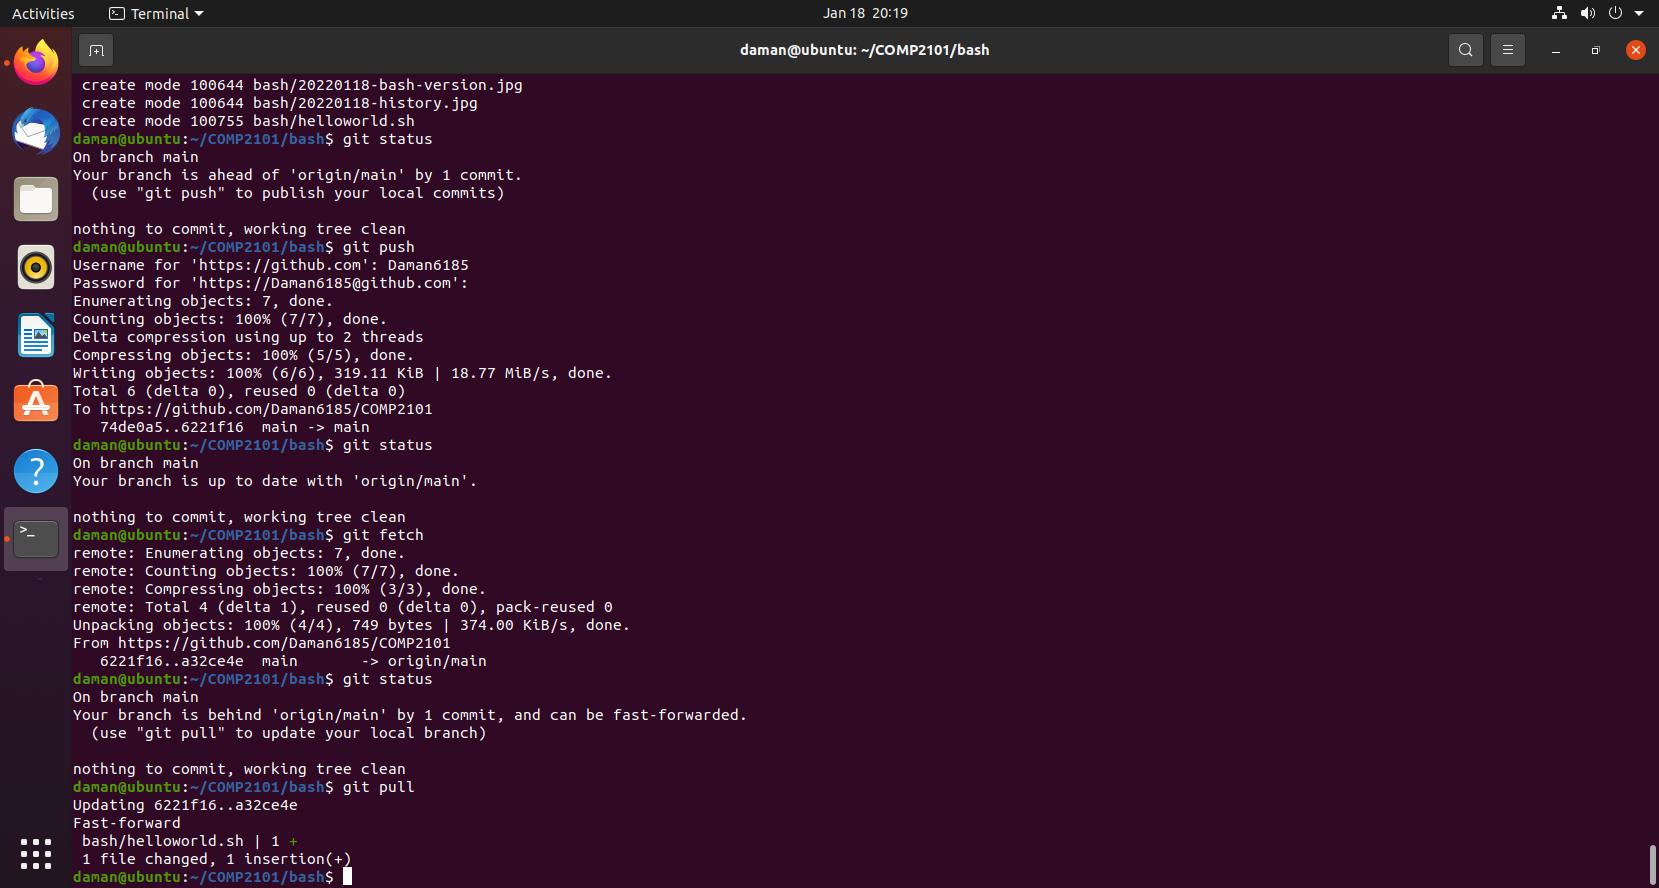 Activities
Terminal
Jan 18 20:19
daman@ubuntu: ~/COMP2101/bash
 create mode 100644 bash/20220118-bash-version.jpg
 create mode 100644 bash/20220118-history.jpg
 create mode 100755 bash/helloworld.sh
daman@ubuntu:~/COMP2101/bash$ git status
On branch main
Your branch is ahead of 'origin/main' by 1 commit.
  (use "git push" to publish your local commits)

nothing to commit, working tree clean
daman@ubuntu:~/COMP2101/bash$ git push
Username for 'https://github.com': Daman6185
Password for 'https://Daman6185@github.com':
Enumerating objects: 7, done.
Counting objects: 100% (7/7), done.
Delta compression using up to 2 threads
Compressing objects: 100% (5/5), done.
Writing objects: 100% (6/6), 319.11 KiB | 18.77 MiB/s, done.
Total 6 (delta 0), reused 0 (delta 0)
To https://github.com/Daman6185/COMP2101
   74de0a5..6221f16  main -> main
daman@ubuntu:~/COMP2101/bash$ git status
On branch main
Your branch is up to date with 'origin/main'.

nothing to commit, working tree clean
daman@ubuntu:~/COMP2101/bash$ git fetch
remote: Enumerating objects: 7, done.
remote: Counting objects: 100% (7/7), done.
remote: Compressing objects: 100% (3/3), done.
remote: Total 4 (delta 1), reused 0 (delta 0), pack-reused 0
Unpacking objects: 100% (4/4), 749 bytes | 374.00 KiB/s, done.
From https://github.com/Daman6185/COMP2101
   6221f16..a32ce4e  main       -> origin/main
daman@ubuntu:~/COMP2101/bash$ git status
On branch main
Your branch is behind 'origin/main' by 1 commit, and can be fast-forwarded.
  (use "git pull" to update your local branch)

nothing to commit, working tree clean
daman@ubuntu:~/COMP2101/bash$ git pull
Updating 6221f16..a32ce4e
Fast-forward
 bash/helloworld.sh | 1 +
 1 file changed, 1 insertion(+)
daman@ubuntu:~/COMP2101/bash$